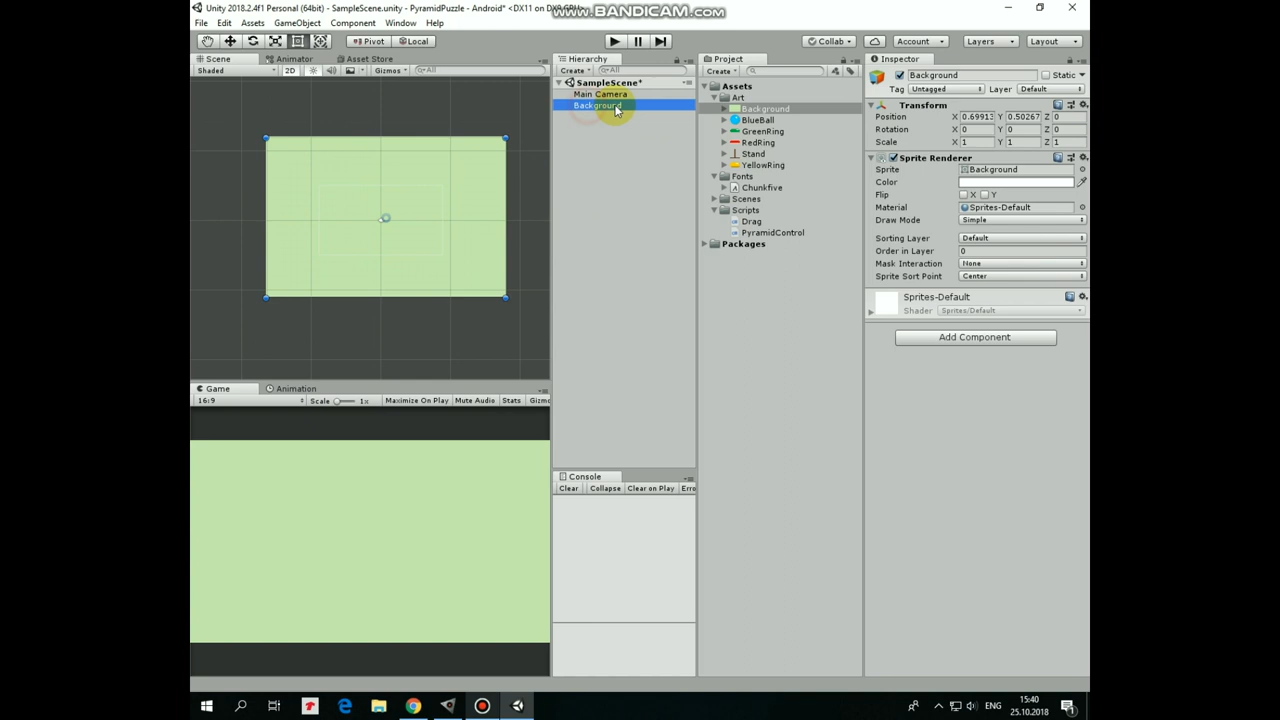 Unity 2018.2.4f1 Personal (64bit) - SampleScene.unity - PyramidPuzzle - Android* <DX11 on DX9 GPU>
www.BANDICAM.com
File Edit Assets GameObject Component Window Help
Pivot Local Collab Account Layers Layout
Scene Animator Asset Store
Shaded 2D Gizmos All
Hierarchy
Create All
SampleScene*
Main Camera
Background
Project
Create
Assets
Art
Background
BlueBall
GreenRing
RedRing
Stand
YellowRing
Fonts
Chunkfive
Scenes
Scripts
Drag
PyramidControl
Packages
Inspector
Background Static
Tag Untagged Layer Default
Transform
Position X 0.69913 Y 0.50267 Z 0
Rotation X 0 Y 0 Z 0
Scale X 1 Y 1 Z 1
Sprite Renderer
Sprite Background
Color
Flip X Y
Material Sprites-Default
Draw Mode Simple
Sorting Layer Default
Order in Layer 0
Mask Interaction None
Sprite Sort Point Center
Sprites-Default
Shader Sprites/Default
Add Component
Game Animation
16:9 Scale 1x Maximize On Play Mute Audio Stats Gizmo
Console
Clear Collapse Clear on Play Erro
ENG
15:40
25.10.2018
1